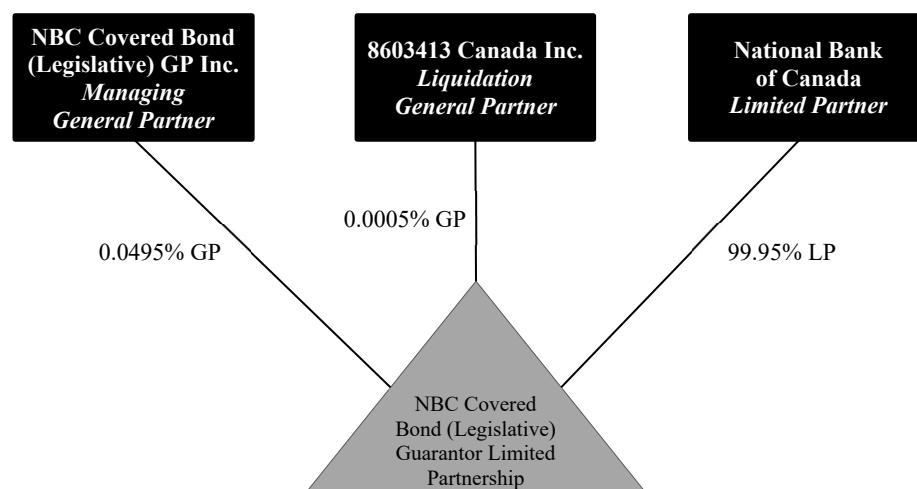 NBC Covered Bond
(Legislative) GP Inc.
Managing
General Partner
8603413 Canada Inc.
Liquidation
General Partner
National Bank
of Canada
Limited Partner
0.0495% GP
0.0005% GP
99.95% LP
NBC Covered
Bond (Legislative)
Guarantor Limited
Partnership